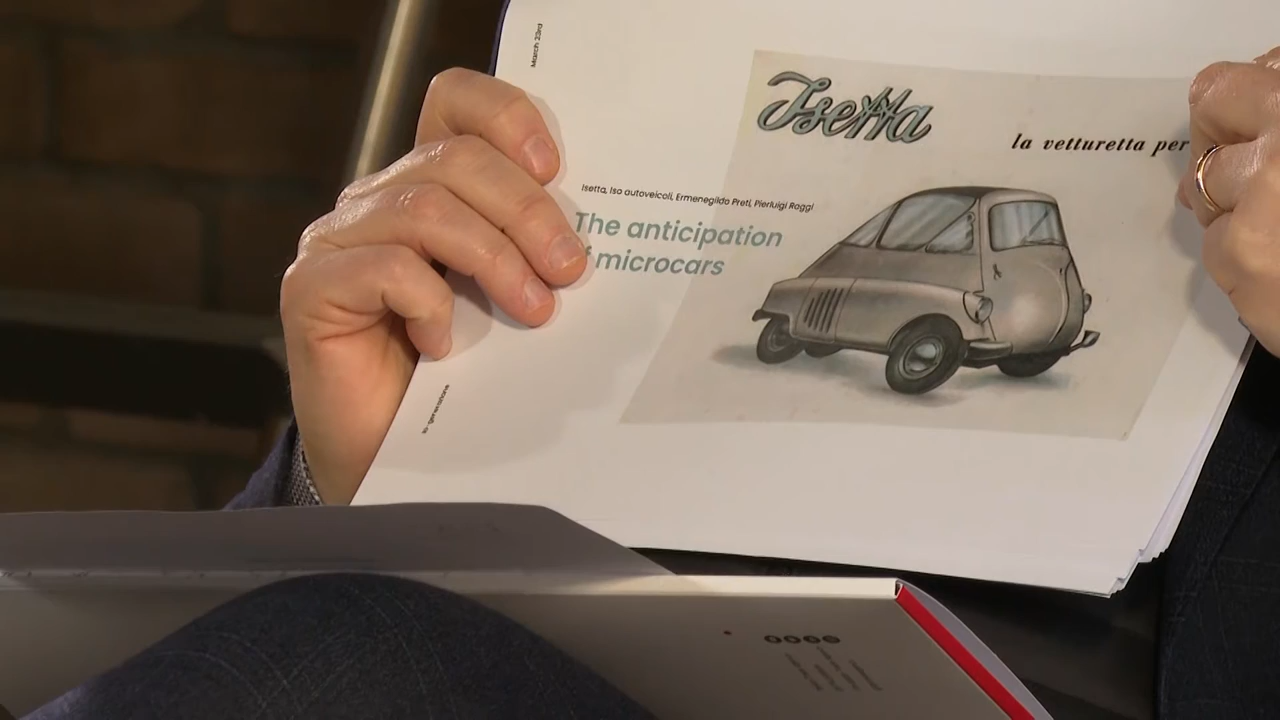 March 23rd
Isetta
la vetturetta per
Isetta, Iso autoveicoli, Ermenegildo Preti, Pierluigi Raggi
The anticipation
microcars